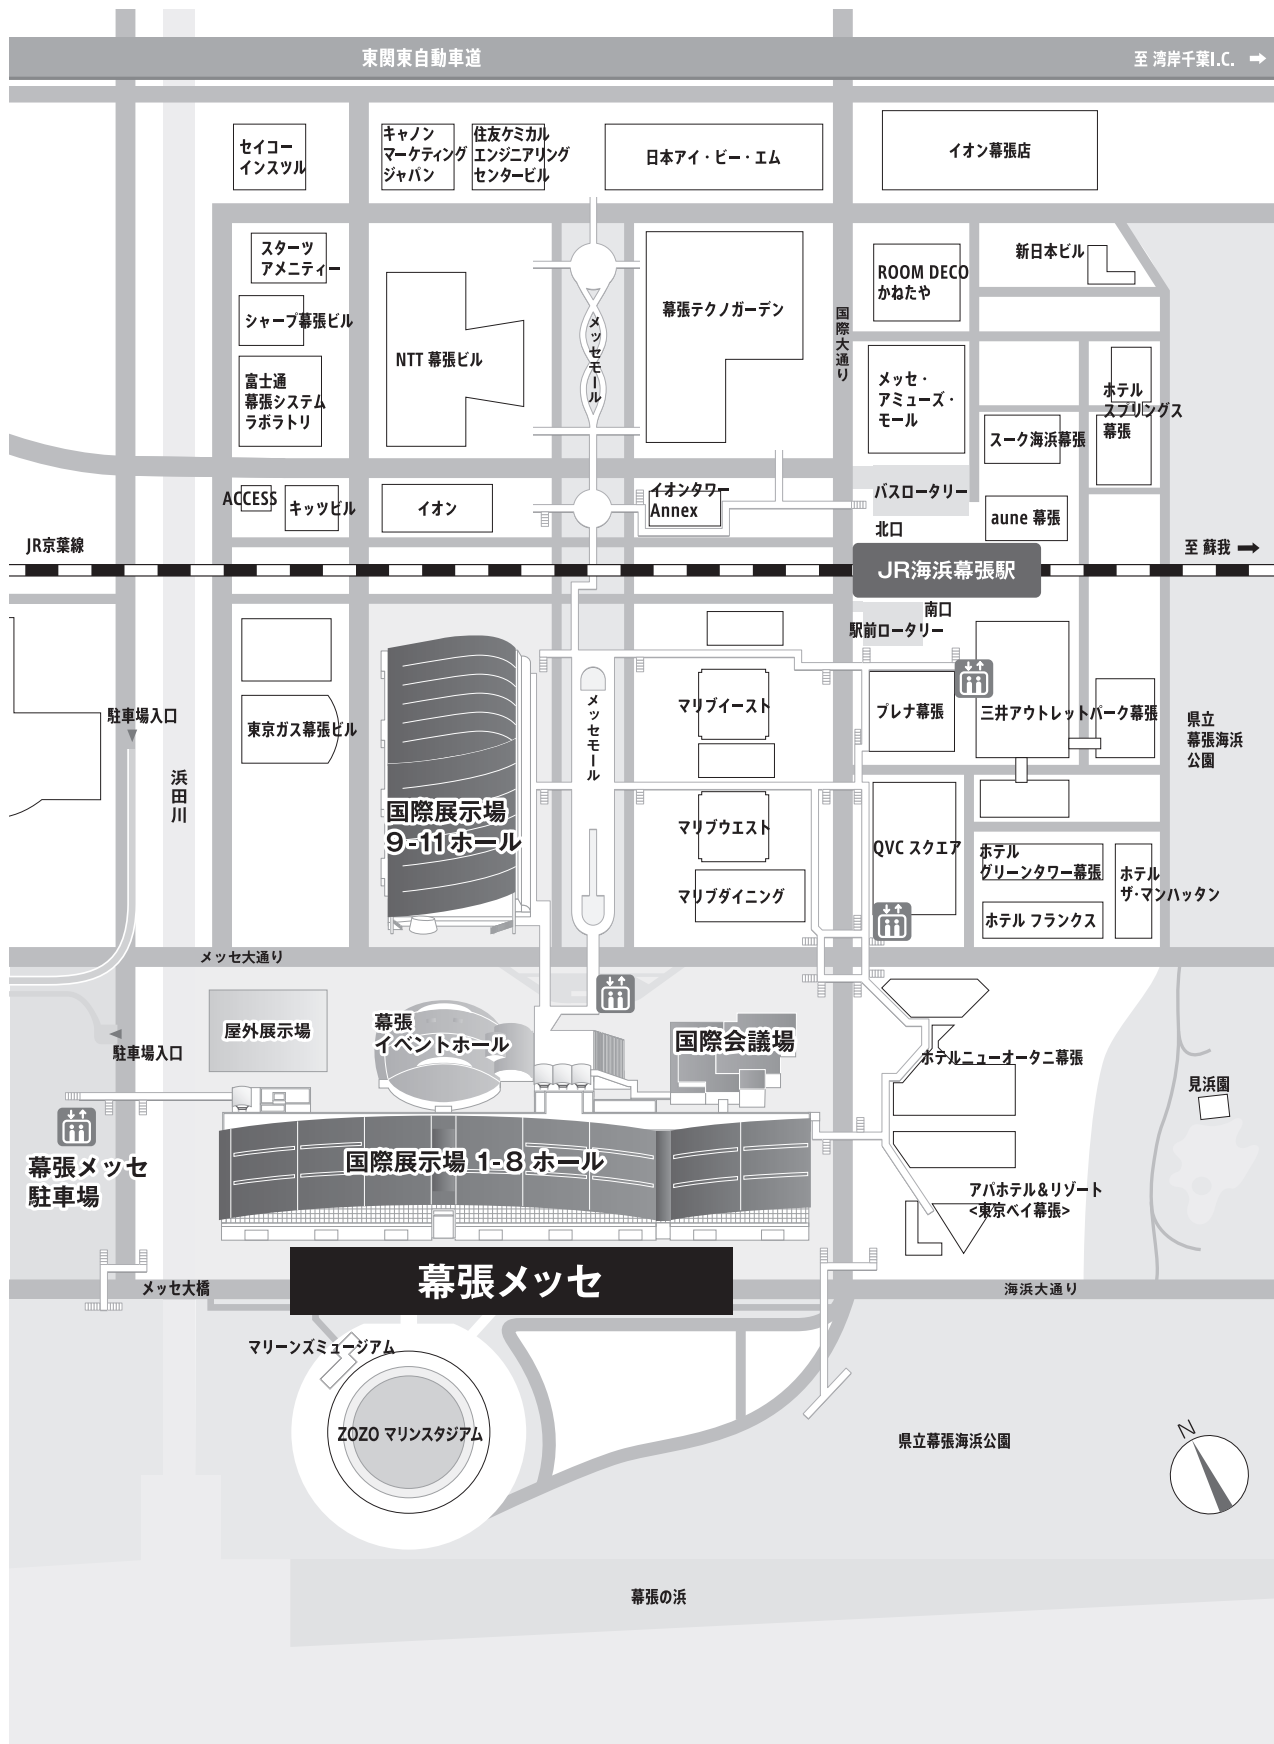 東関東自動車道
至 湾岸千葉I.C.
セイコー
インスツル
キャノン
マーケティング
ジャパン
住友ケミカル
エンジニアリング
センタービル
日本アイ・ビー・エム
イオン幕張店
スターツ
アメニティー
シャープ幕張ビル
富士通
幕張システム
ラボラトリ
NTT 幕張ビル
メッセモール
幕張テクノガーデン
国際大通り
ROOM DECO
かねたや
新日本ビル
メッセ・
アミューズ・
モール
スーク海浜幕張
ホテル
スプリングス
幕張
ACCESS
キッツビル
イオン
イオンタワー
Annex
バスロータリー
北口
aune 幕張
JR京葉線
JR海浜幕張駅
至 蘇我
南口
駅前ロータリー
駐車場入口
浜田川
東京ガス幕張ビル
メッセモール
マリブイースト
プレナ幕張
三井アウトレットパーク幕張
県立
幕張海浜
公園
国際展示場
9-11ホール
マリブウエスト
マリブダイニング
QVC スクエア
ホテル
グリーンタワー幕張
ホテル
ザ・マンハッタン
ホテル フランクス
メッセ大通り
屋外展示場
幕張
イベントホール
国際会議場
駐車場入口
ホテルニューオータニ幕張
見浜園
幕張メッセ
駐車場
国際展示場 1-8 ホール
アパホテル&リゾート
<東京ベイ幕張>
幕張メッセ
メッセ大橋
海浜大通り
マリーンズミュージアム
ZOZO マリンスタジアム
県立幕張海浜公園
N
幕張の浜